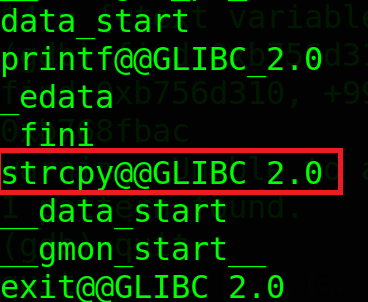 data_start
printf@@GLIBC_2.0
_edata
_fini
strcpy@@GLIBC_2.0
__data_start
__gmon_start__
exit@@GLIBC_2.0